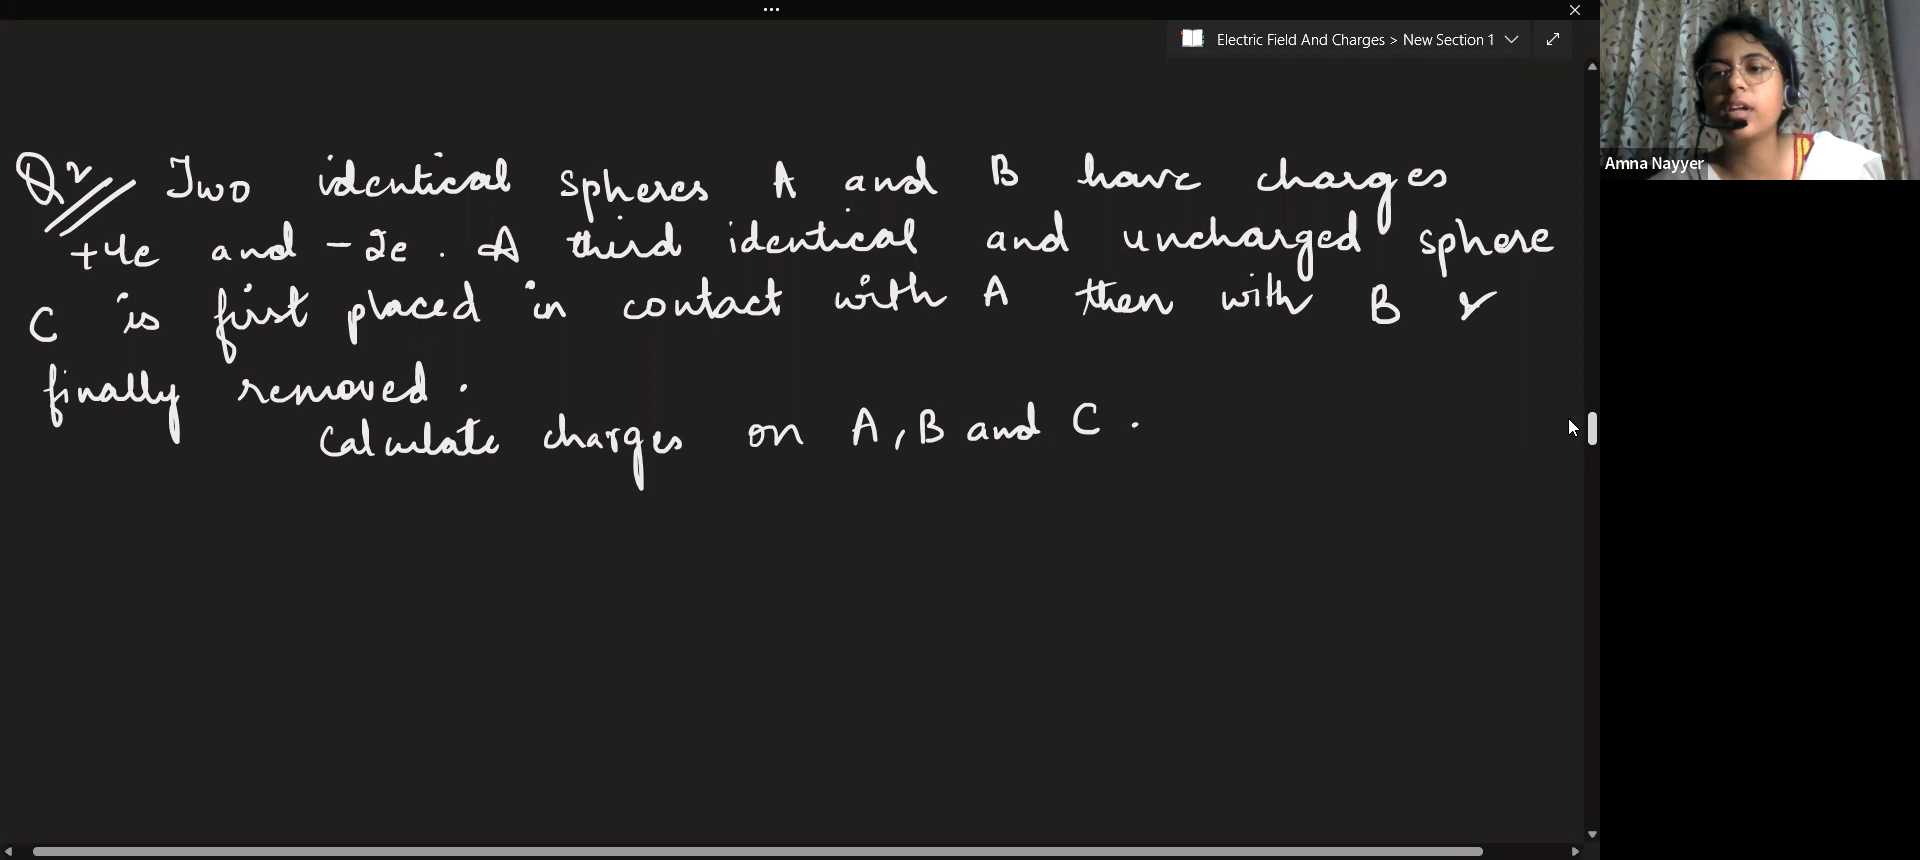 Electric Field And Charges > New Section 1
Amna Nayyer
Q2 Two identical spheres A and B have charges
+4e and -2e. A third identical and uncharged sphere
C is first placed in contact with A then with B &
finally removed.
Calculate charges on A, B and C.